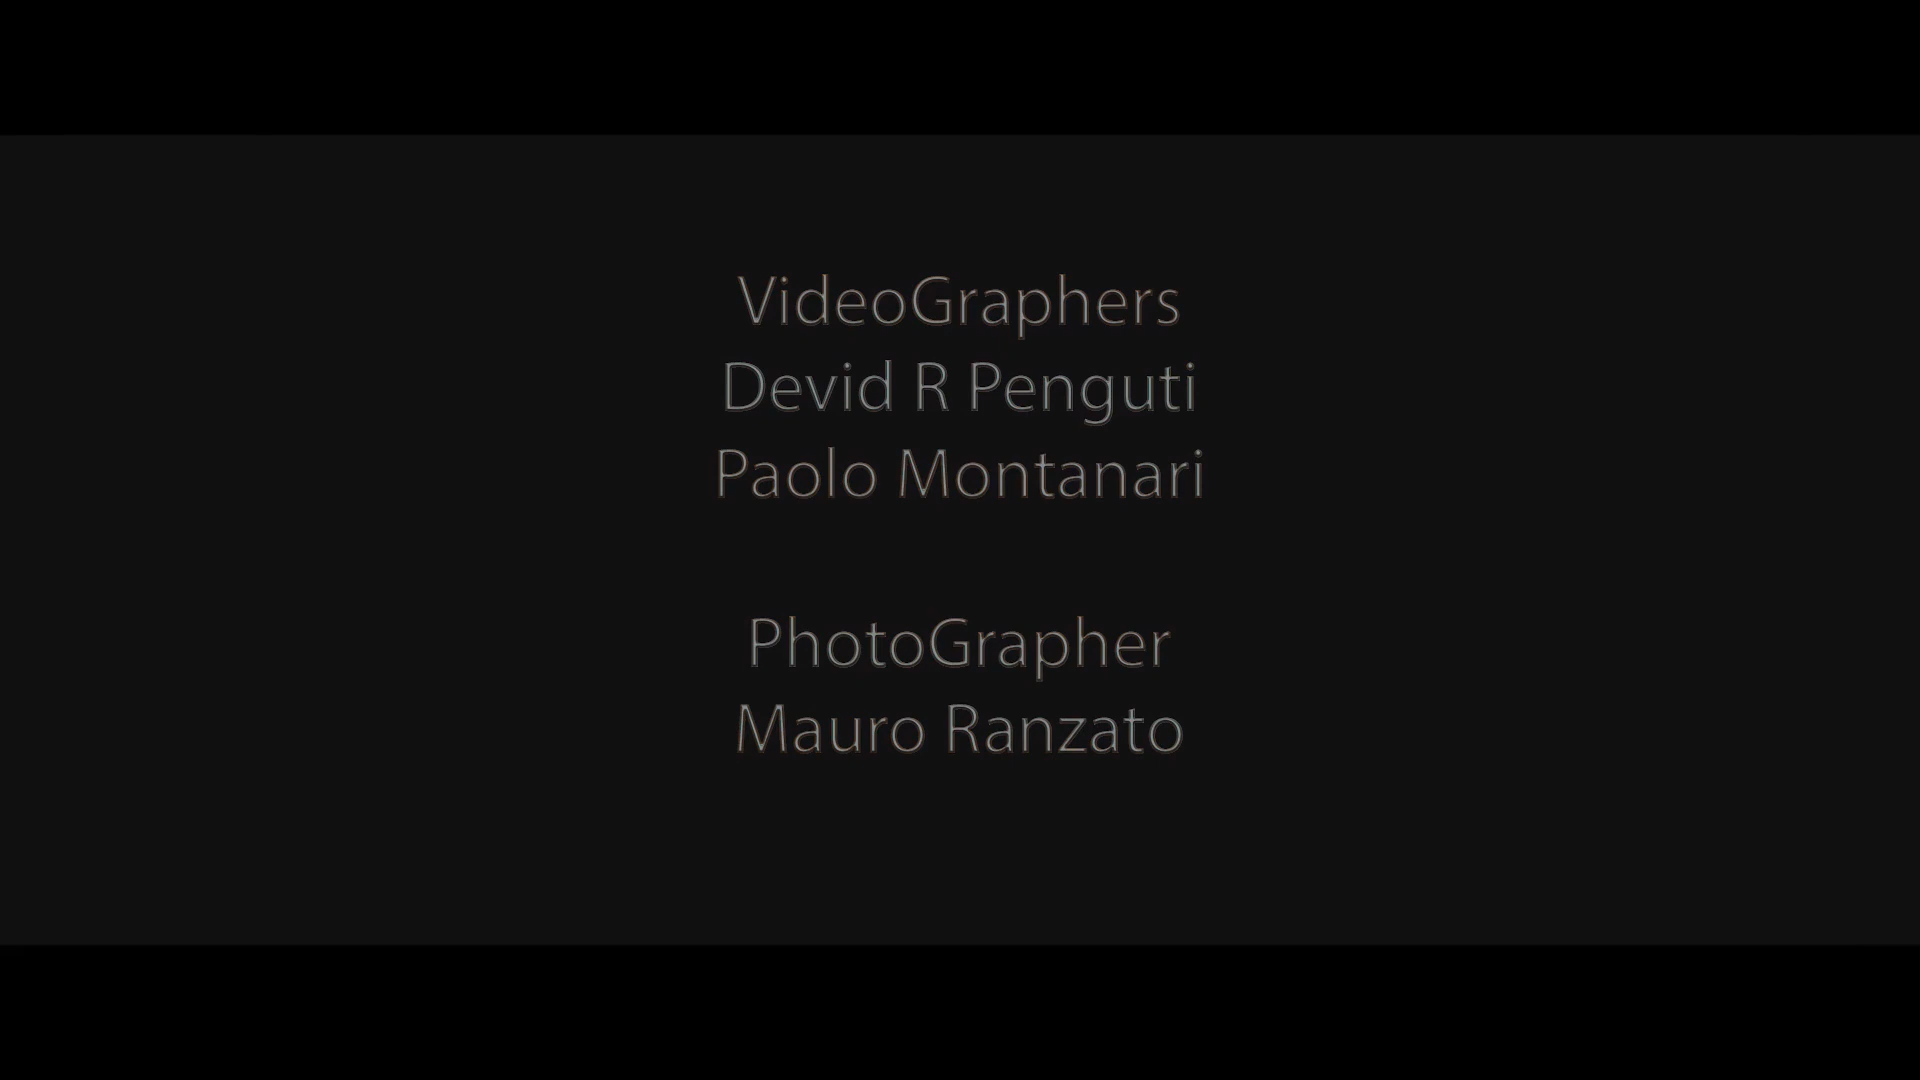 VideoGraphers
Devid R Penguti
Paolo Montanari
PhotoGrapher
Mauro Ranzato